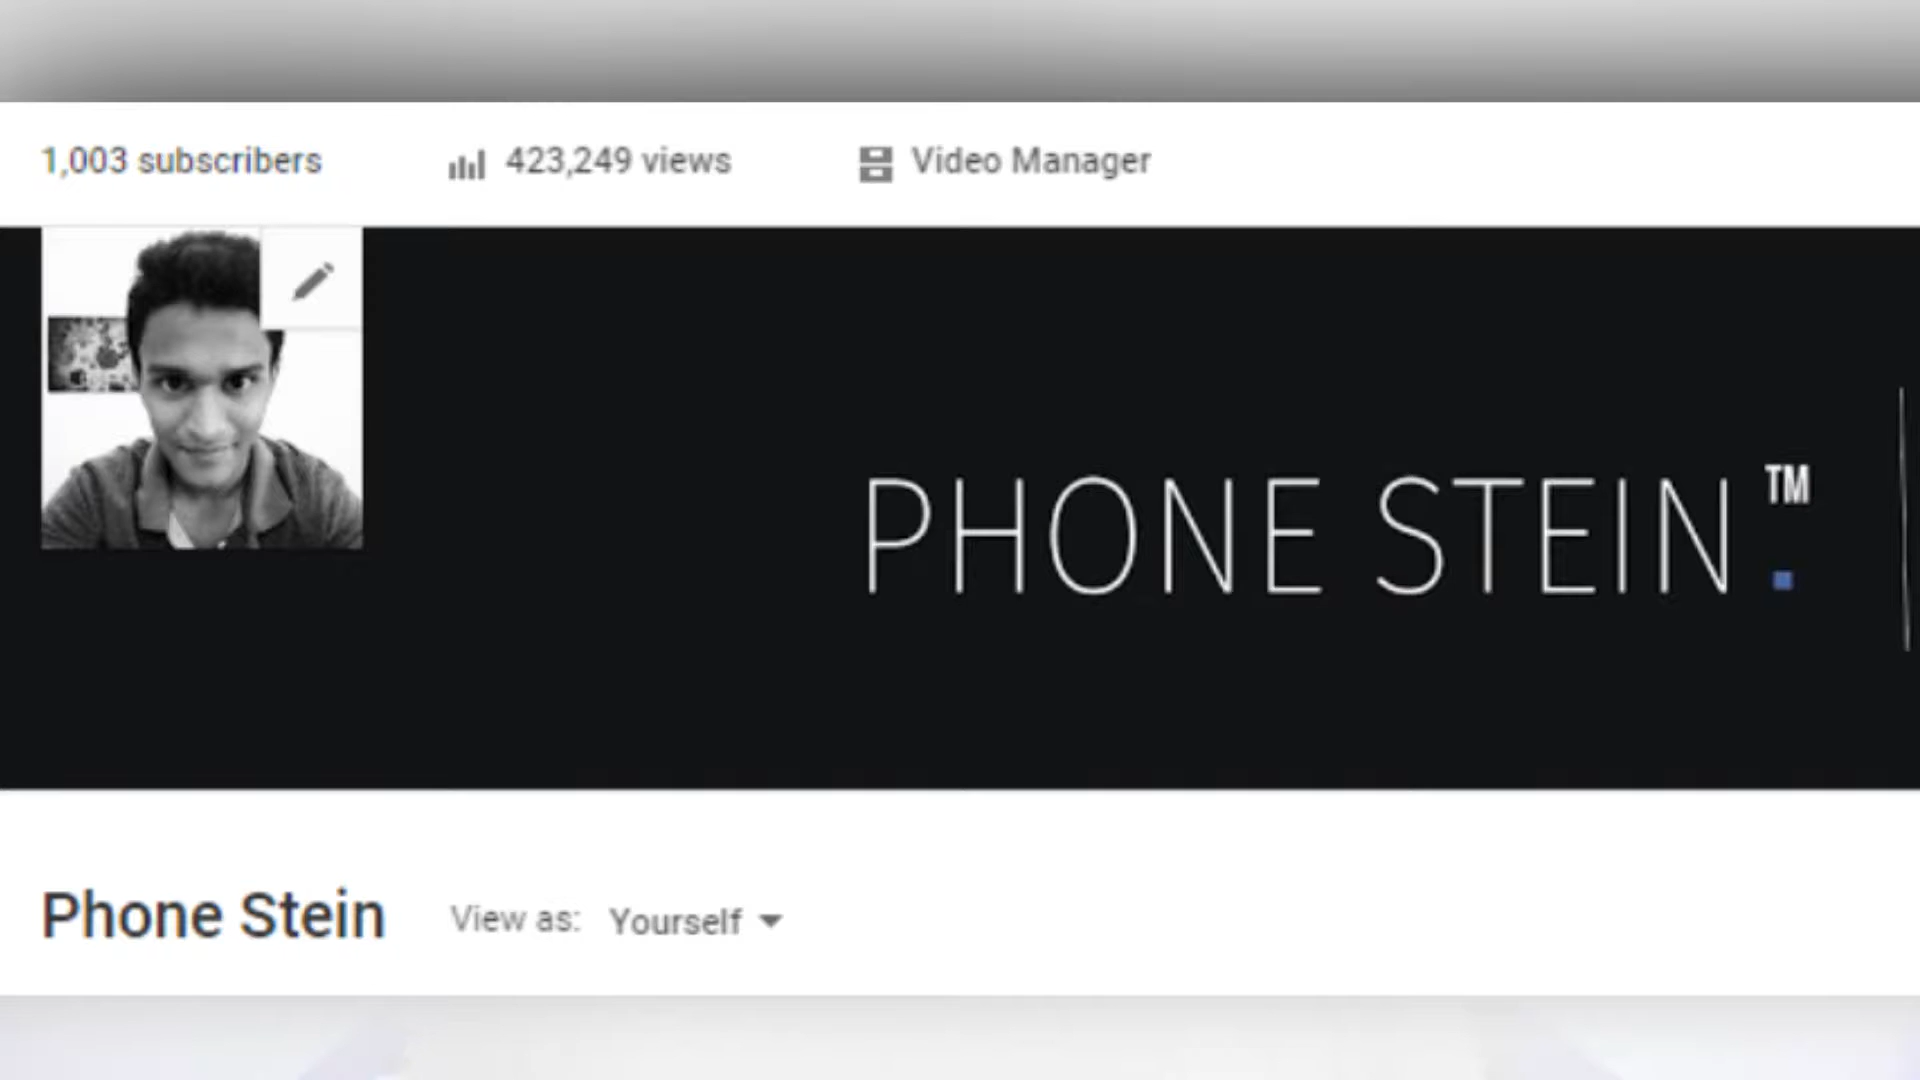 1,003 subscribers
423,249 views
Video Manager
PHONE STEIN.™
Phone Stein
View as: Yourself